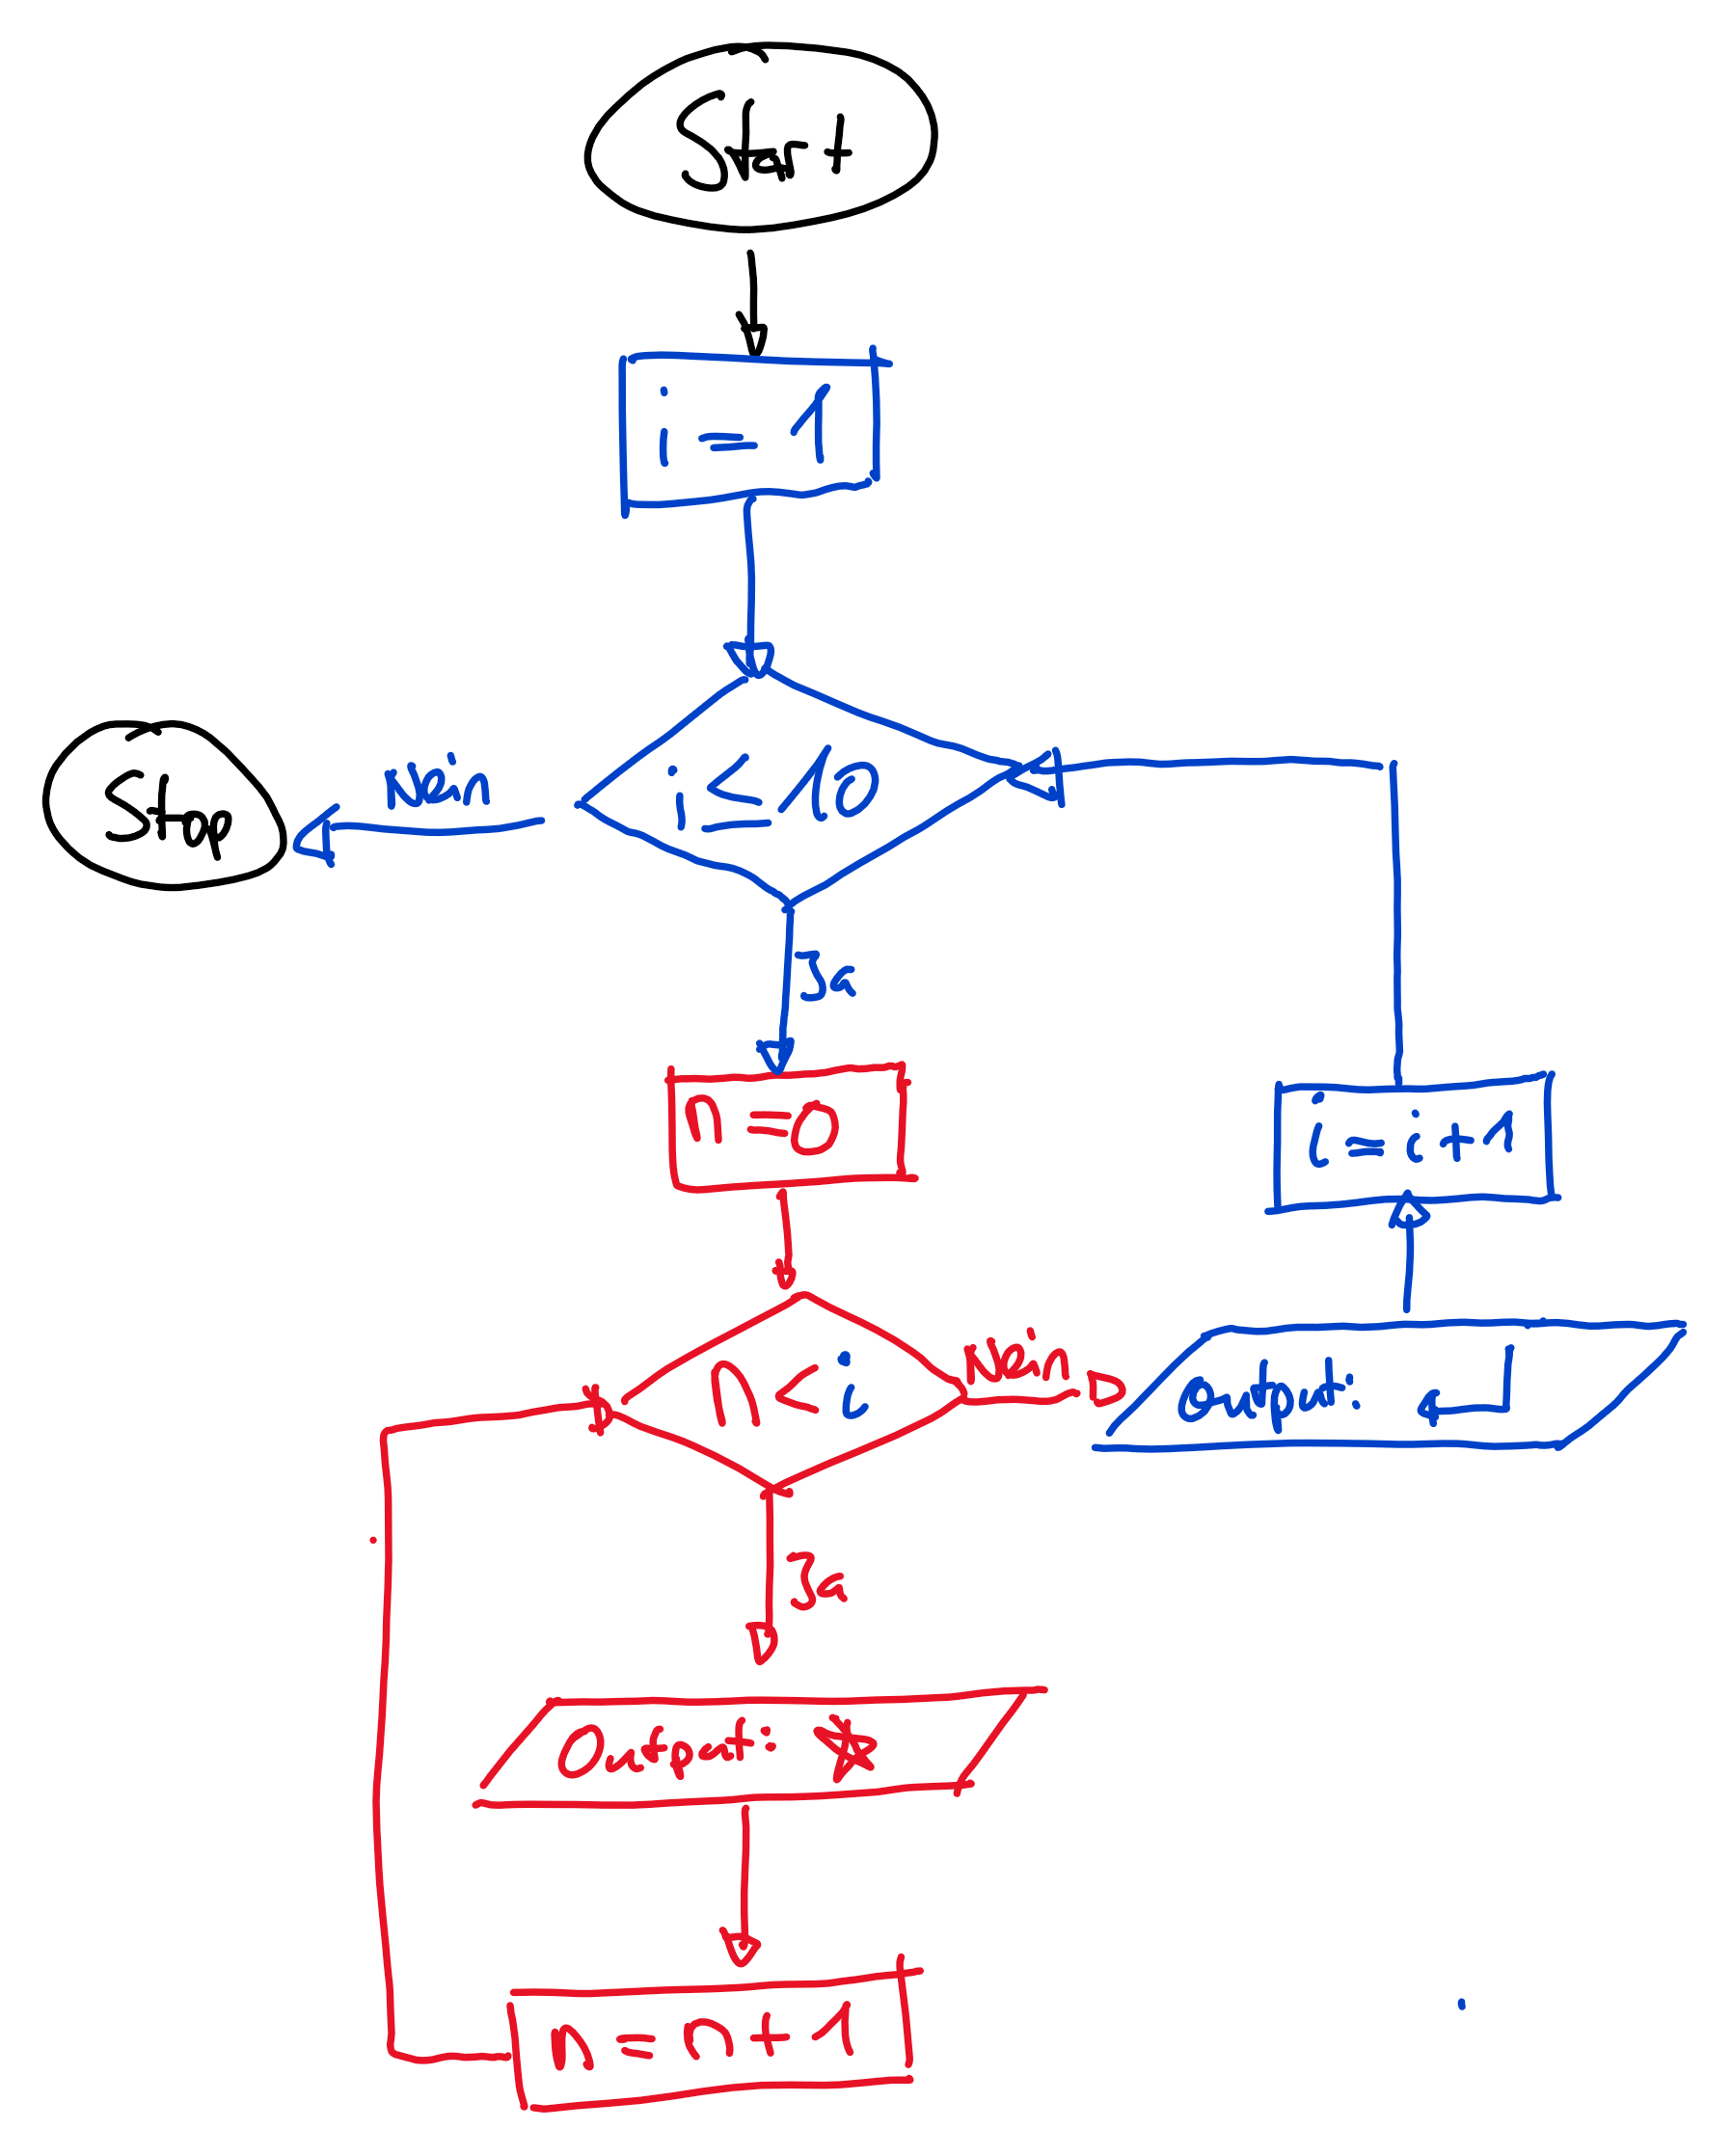 Start
i = 1
i ≤ 10
Nein
Stop
Ja
n = 0
i = i + 1
n < i
Nein
Output: ↵
Ja
Output: *
n = n + 1